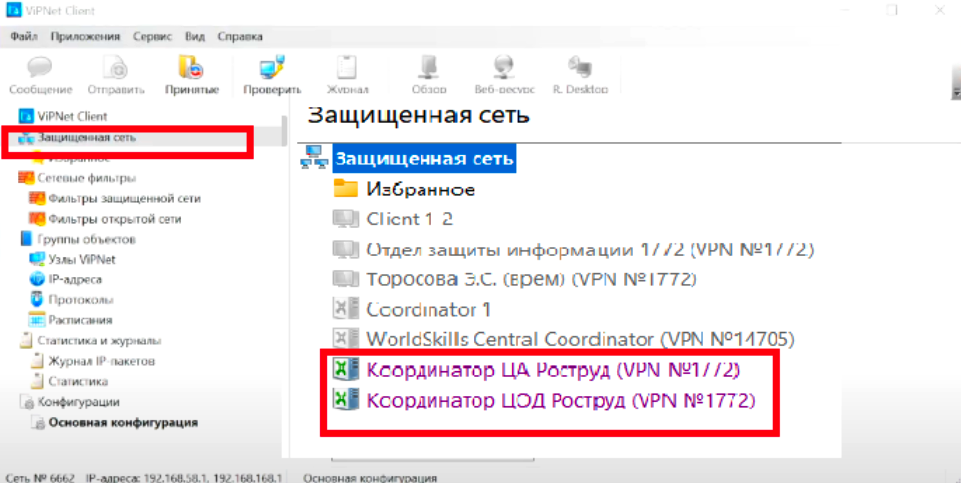 ViPNet Client
Файл Приложения Сервис Вид Справка
Сообщение Отправить Принятые Проверить Журнал Обзор Веб-ресурс R. Desktop
ViPNet Client
Защищенная сеть
Избранное
Сетевые фильтры
Фильтры защищенной сети
Фильтры открытой сети
Группы объектов
Узлы ViPNet
IP-адреса
Протоколы
Расписания
Статистика и журналы
Журнал IP-пакетов
Статистика
Конфигурации
Основная конфигурация
Защищенная сеть
Защищенная сеть
Избранное
Client 1 2
Отдел защиты информации 1772 (VPN №1772)
Торосова Э.С. (врем) (VPN №1772)
Coordinator 1
WorldSkills Central Coordinator (VPN №14705)
Координатор ЦА Роструд (VPN №1772)
Координатор ЦОД Роструд (VPN №1772)
Сеть № 6662 IP-адреса: 192.168.58.1, 192.168.168.1 Основная конфигурация